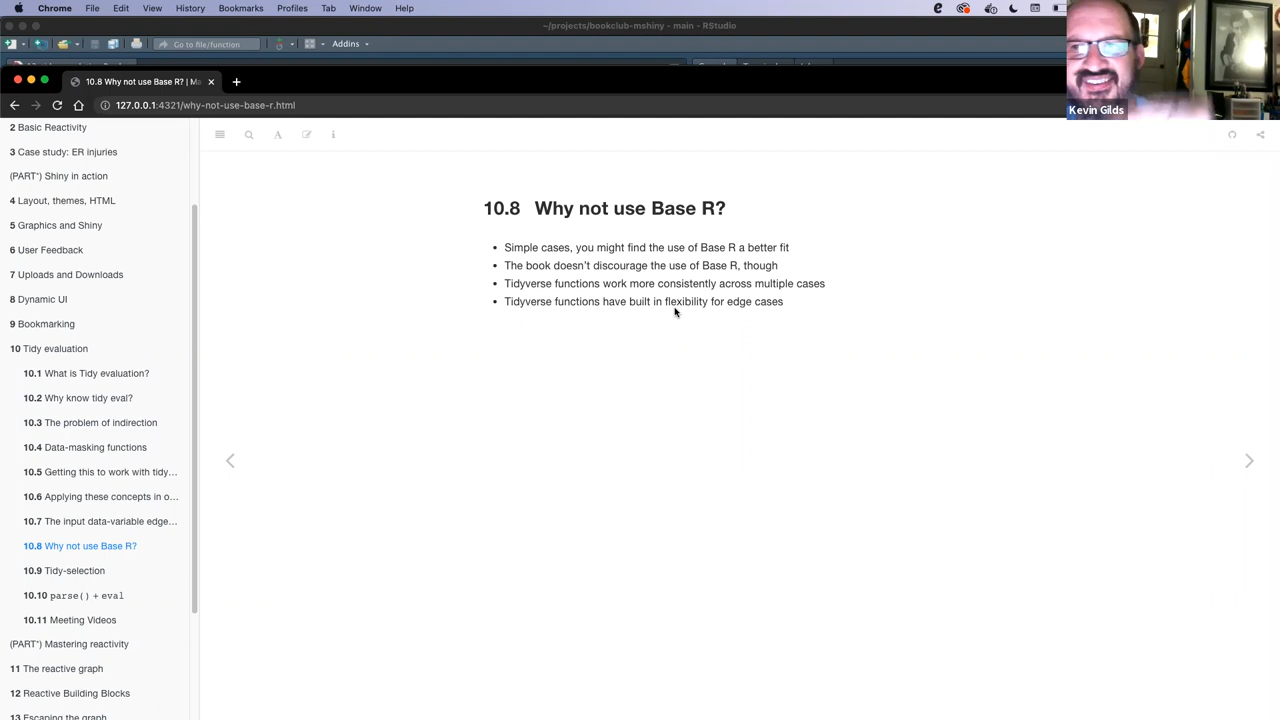 Chrome File Edit View History Bookmarks Profiles Tab Window Help
~/projects/bookclub-mshiny - main - RStudio
Go to file/function Addins
Kevin Gilds
10.8 Why not use Base R? | Ma
127.0.0.1:4321/why-not-use-base-r.html
2 Basic Reactivity
3 Case study: ER injuries
(PART*) Shiny in action
4 Layout, themes, HTML
5 Graphics and Shiny
6 User Feedback
7 Uploads and Downloads
8 Dynamic UI
9 Bookmarking
10 Tidy evaluation
10.1 What is Tidy evaluation?
10.2 Why know tidy eval?
10.3 The problem of indirection
10.4 Data-masking functions
10.5 Getting this to work with tidy…
10.6 Applying these concepts in o…
10.7 The input data-variable edge…
10.8 Why not use Base R?
10.9 Tidy-selection
10.10 parse() + eval
10.11 Meeting Videos
(PART*) Mastering reactivity
11 The reactive graph
12 Reactive Building Blocks
13 Escaping the graph
10.8 Why not use Base R?
• Simple cases, you might find the use of Base R a better fit
• The book doesn't discourage the use of Base R, though
• Tidyverse functions work more consistently across multiple cases
• Tidyverse functions have built in flexibility for edge cases